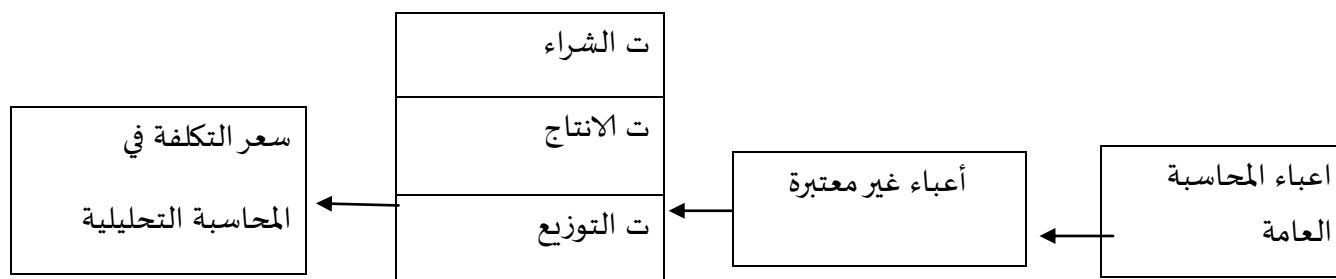 اعباء المحاسبة
العامة
أعباء غير معتبرة
ت الشراء
ت الانتاج
ت التوزيع
سعر التكلفة في
المحاسبة التحليلية